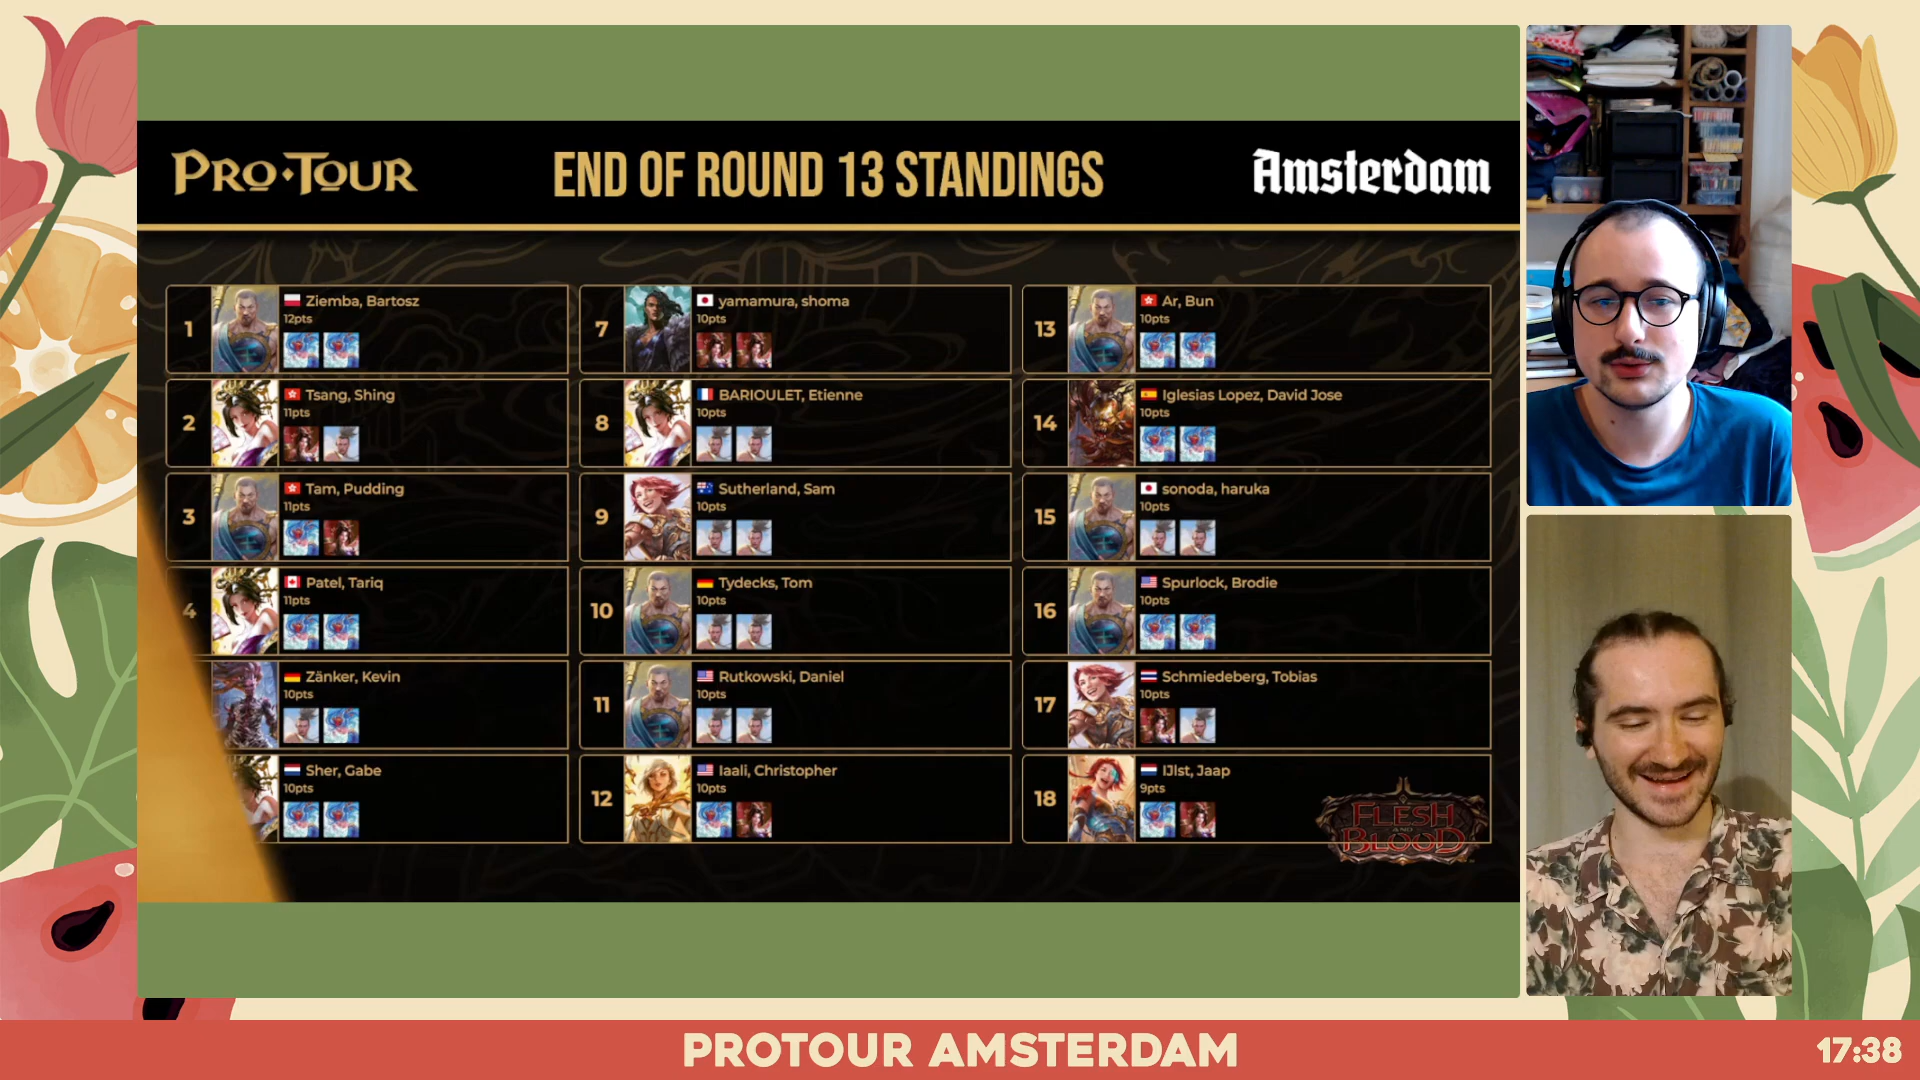 PRO·TOUR
END OF ROUND 13 STANDINGS
Amsterdam
1
Ziemba, Bartosz
12pts
2
Tsang, Shing
11pts
3
Tam, Pudding
11pts
4
Patel, Tariq
11pts
Zänker, Kevin
10pts
Sher, Gabe
10pts
7
yamamura, shoma
10pts
8
BARIOULET, Etienne
10pts
9
Sutherland, Sam
10pts
10
Tydecks, Tom
10pts
11
Rutkowski, Daniel
10pts
12
Iaali, Christopher
10pts
13
Ar, Bun
10pts
14
Iglesias Lopez, David Jose
10pts
15
sonoda, haruka
10pts
16
Spurlock, Brodie
10pts
17
Schmiedeberg, Tobias
10pts
18
IJlst, Jaap
9pts
FLESH
AND
BLOOD
PROTOUR AMSTERDAM
17:38